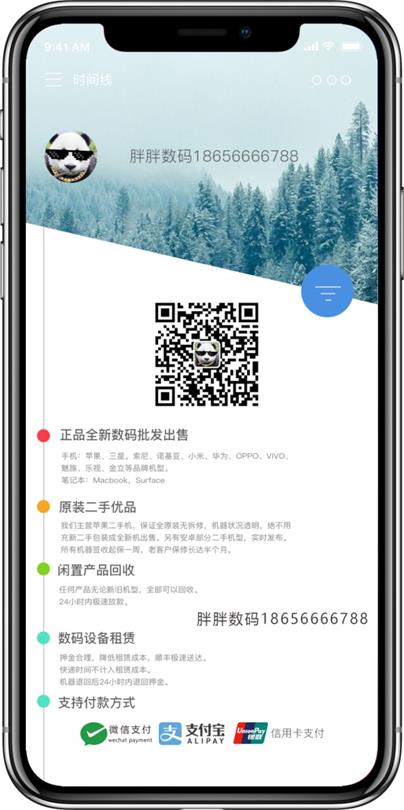 9:41 AM
时间线
胖胖数码18656666788
正品全新数码批发出售
手机：苹果、三星。索尼、诺基亚、小米、华为、OPPO、VIVO、
魅族、乐视、金立等品牌机型。
笔记本：Macbook，Surface
原装二手优品
我们主营苹果二手机，保证全原装无拆修，机器状况透明，绝不用
充新二手包装成全新机出售。另有安卓部分二手机型，实时发布。
所有机器签收起保一周，老客户保修长达半个月。
闲置产品回收
任何产品无论新旧机型，全部可以回收。
24小时内极速放款。
胖胖数码18656666788
数码设备租赁
押金合理，降低租赁成本，顺丰极速送达。
快递时间不计入租赁成本。
机器退回后24小时内退回押金。
支持付款方式
微信支付
wechat payment
支付宝
ALIPAY
UnionPay
银联
信用卡支付